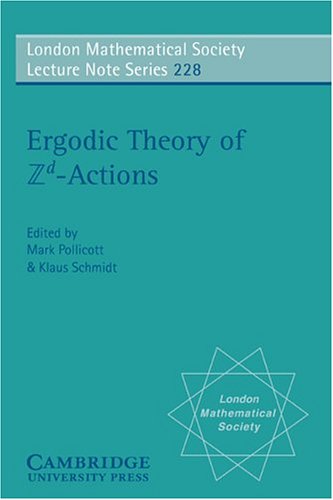 London Mathematical Society
Lecture Note Series 228
Ergodic Theory of
ℤᵈ-Actions
Edited by
Mark Pollicott
& Klaus Schmidt
London
Mathematical
Society
CAMBRIDGE
UNIVERSITY PRESS